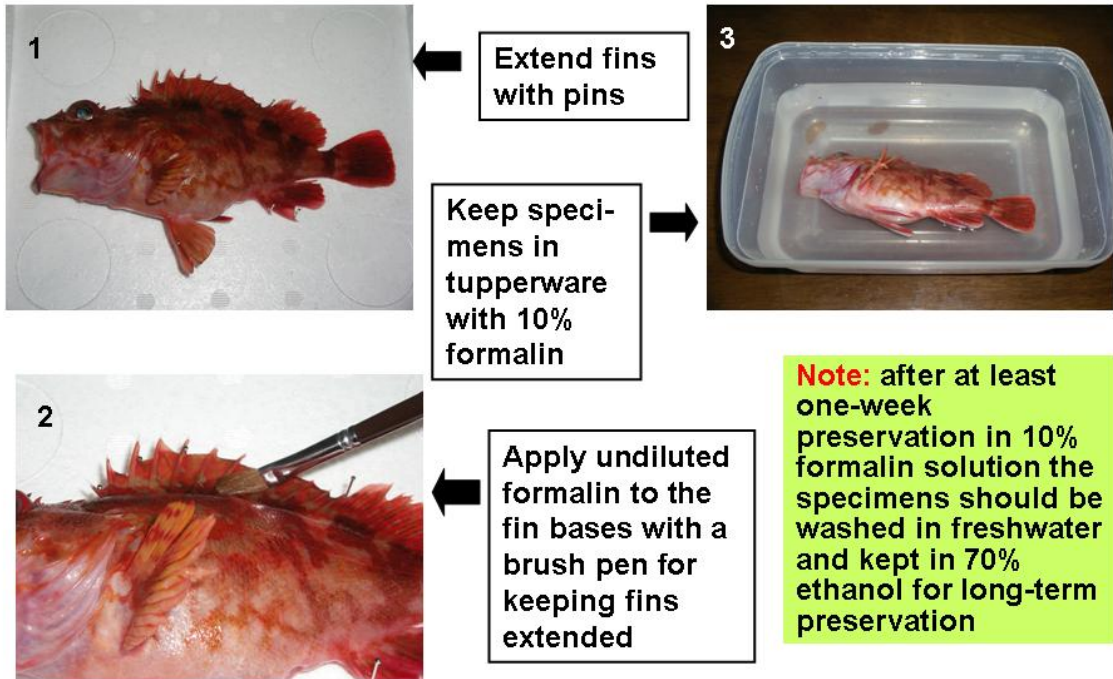 1
Extend fins
with pins
2
Apply undiluted
formalin to the
fin bases with a
brush pen for
keeping fins
extended
3
Keep speci-
mens in
tupperware
with 10%
formalin
Note: after at least
one-week
preservation in 10%
formalin solution the
specimens should be
washed in freshwater
and kept in 70%
ethanol for long-term
preservation